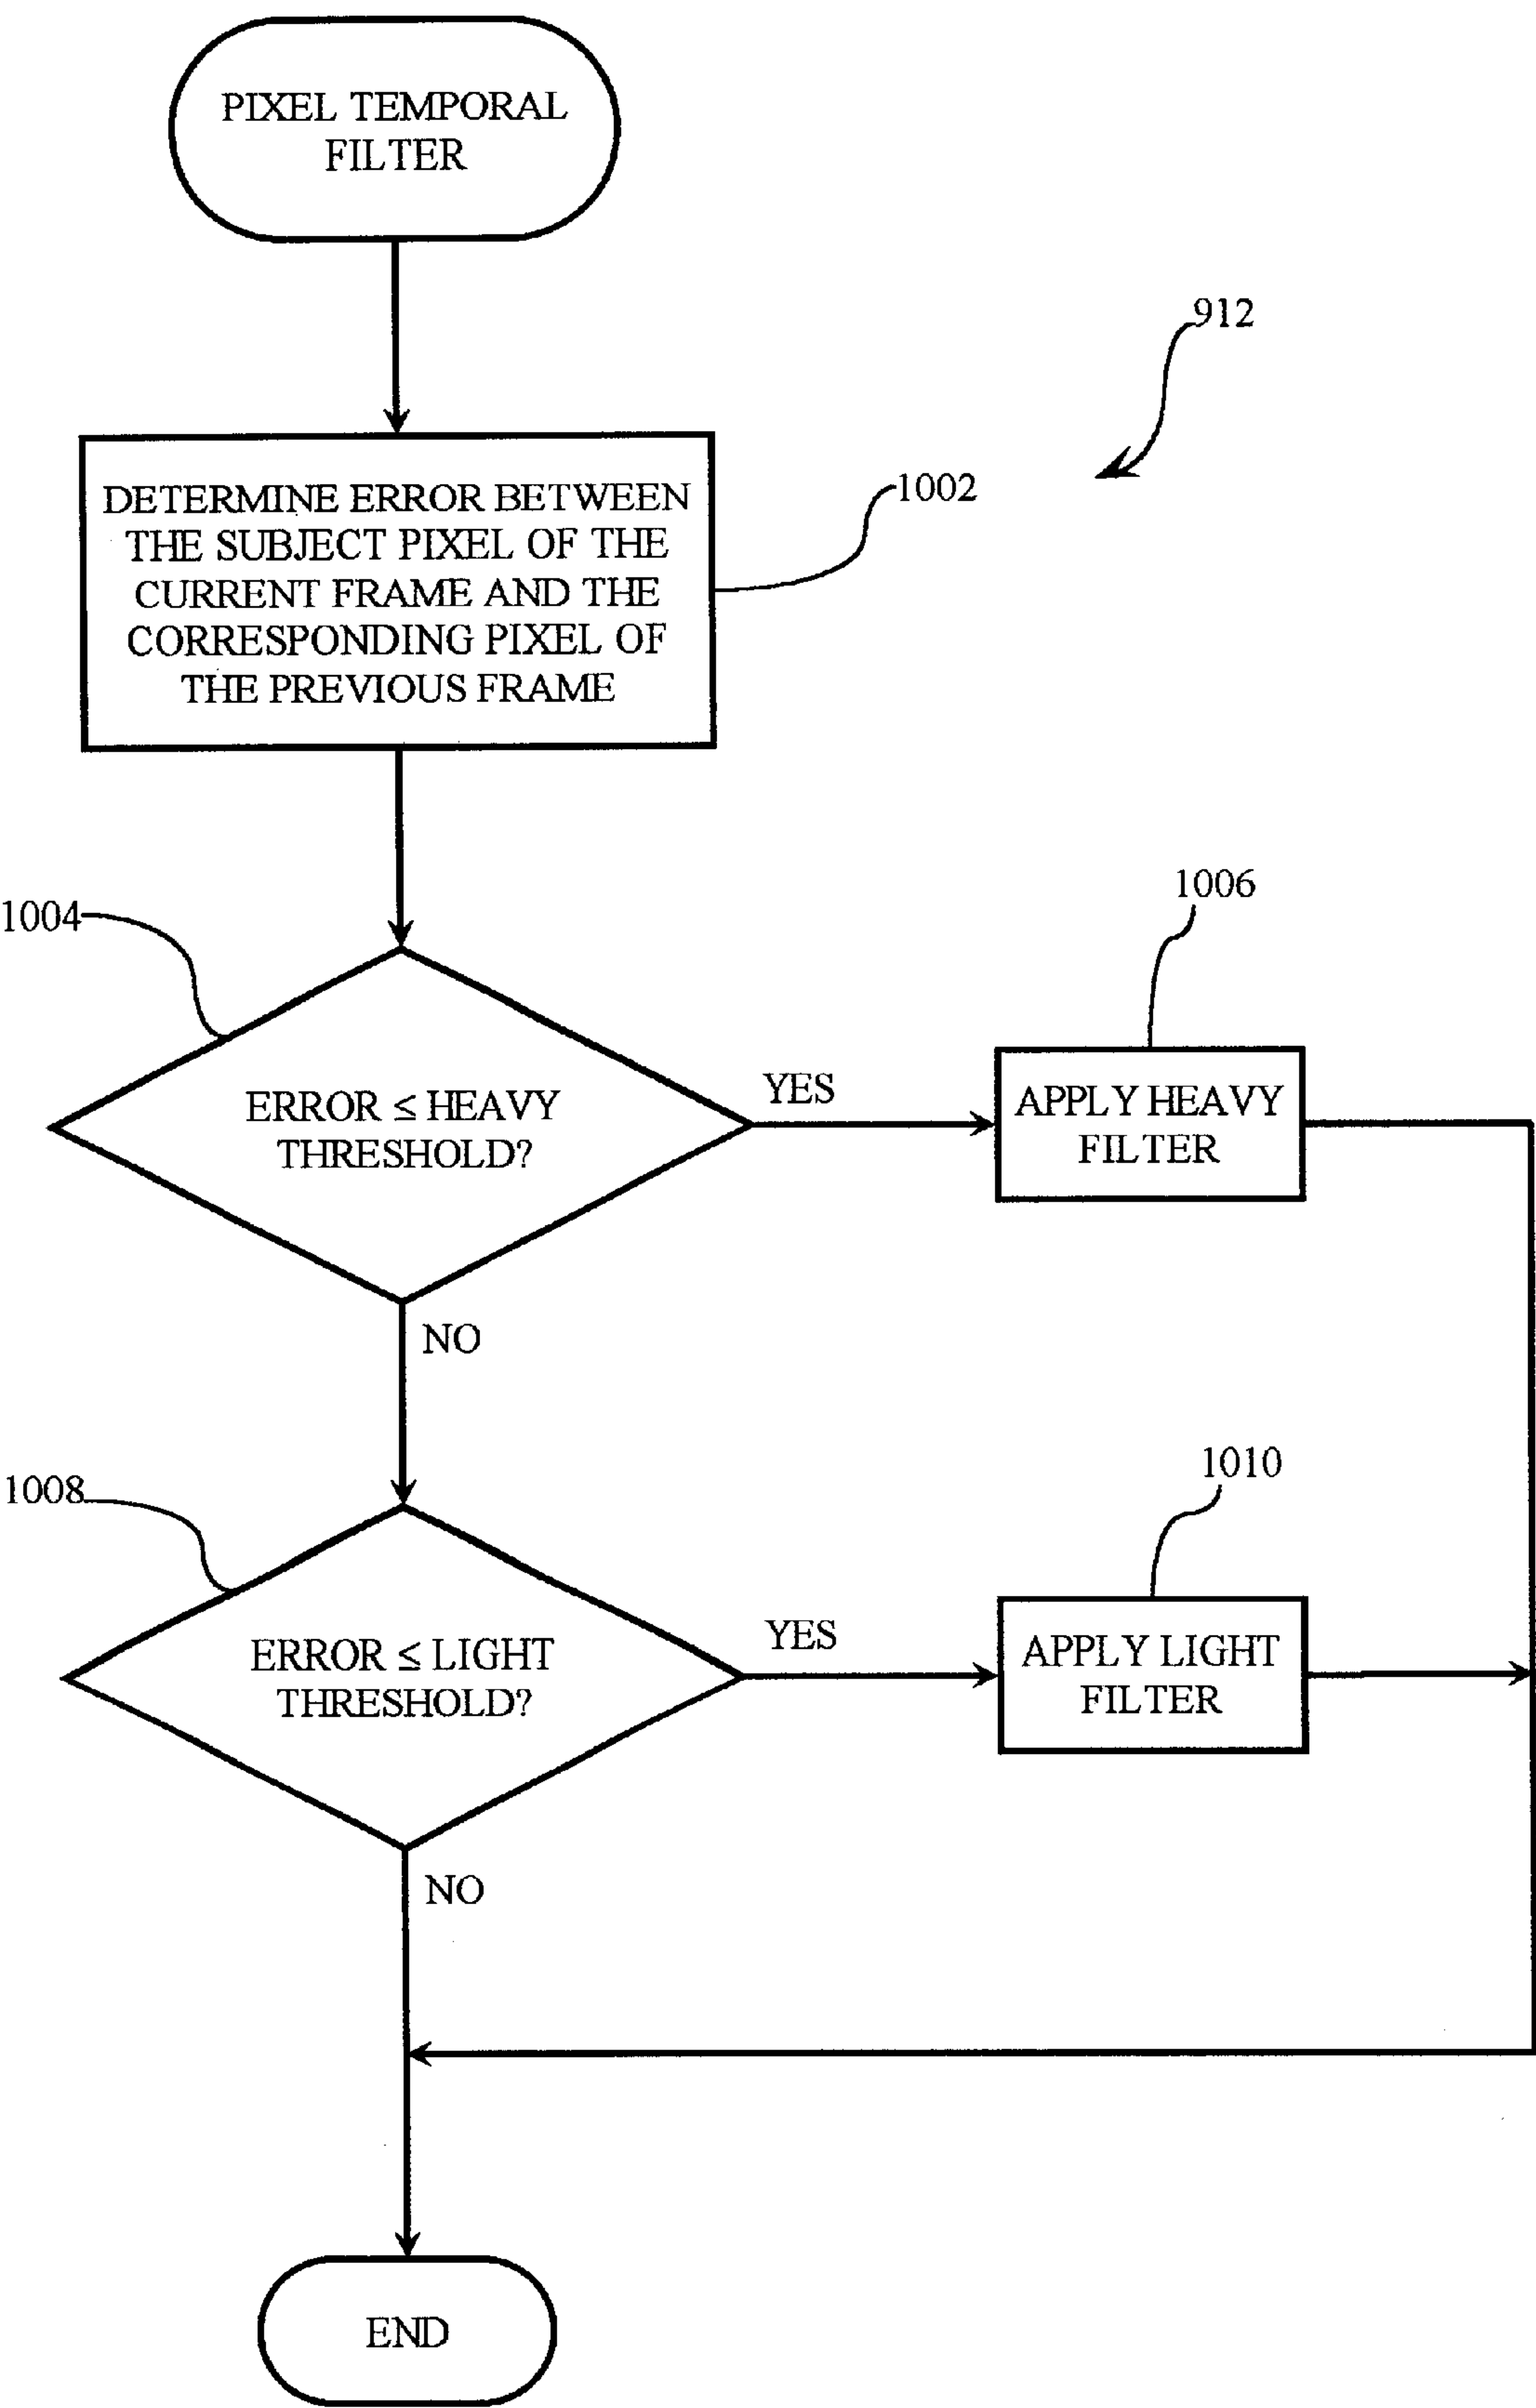 PIXEL TEMPORAL
FILTER
912
DETERMINE ERROR BETWEEN
THE SUBJECT PIXEL OF THE
CURRENT FRAME AND THE
CORRESPONDING PIXEL OF
THE PREVIOUS FRAME
1002
1004
ERROR ≤ HEAVY
THRESHOLD?
YES
1006
APPLY HEAVY
FILTER
NO
1008
ERROR ≤ LIGHT
THRESHOLD?
YES
1010
APPLY LIGHT
FILTER
NO
END